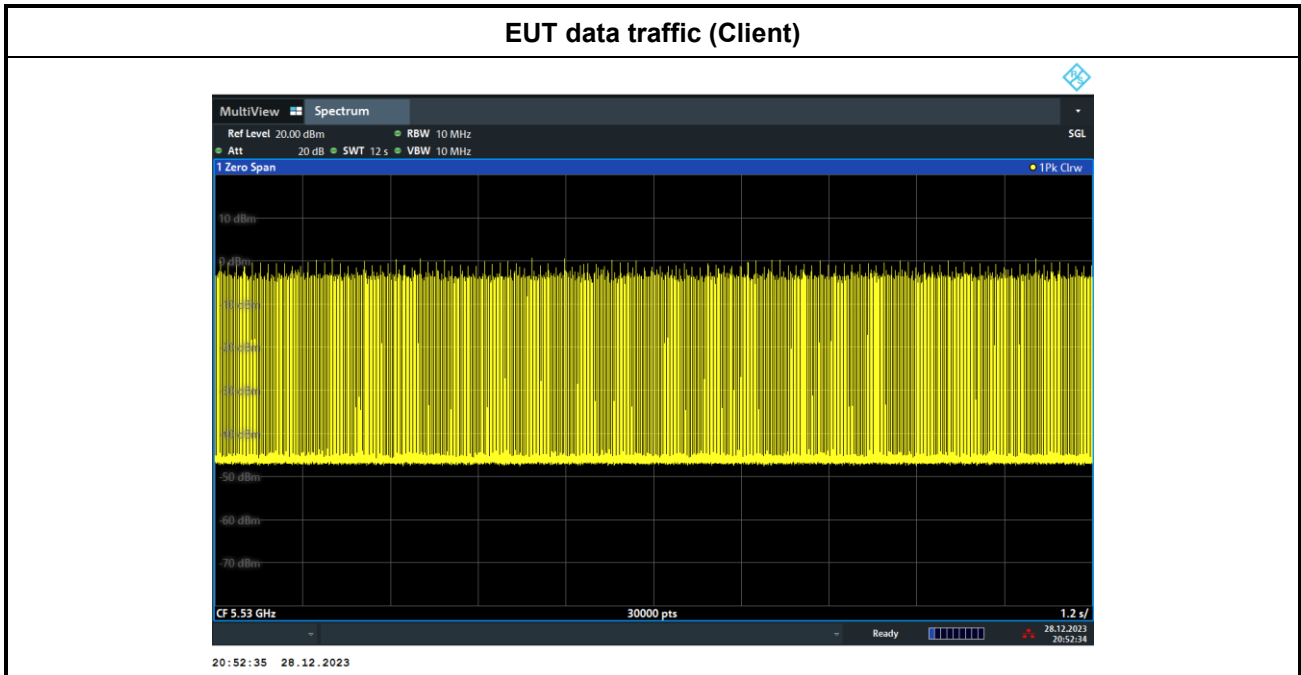 EUT data traffic (Client)
R S
MultiView Spectrum
Ref Level 20.00 dBm RBW 10 MHz SGL
Att 20 dB SWT 12 s VBW 10 MHz
1 Zero Span 1Pk Clrw
10 dBm
0 dBm
-10 dBm
-20 dBm
-30 dBm
-40 dBm
-50 dBm
-60 dBm
-70 dBm
CF 5.53 GHz 30000 pts 1.2 s/
Ready 28.12.2023
20:52:34
20:52:35 28.12.2023